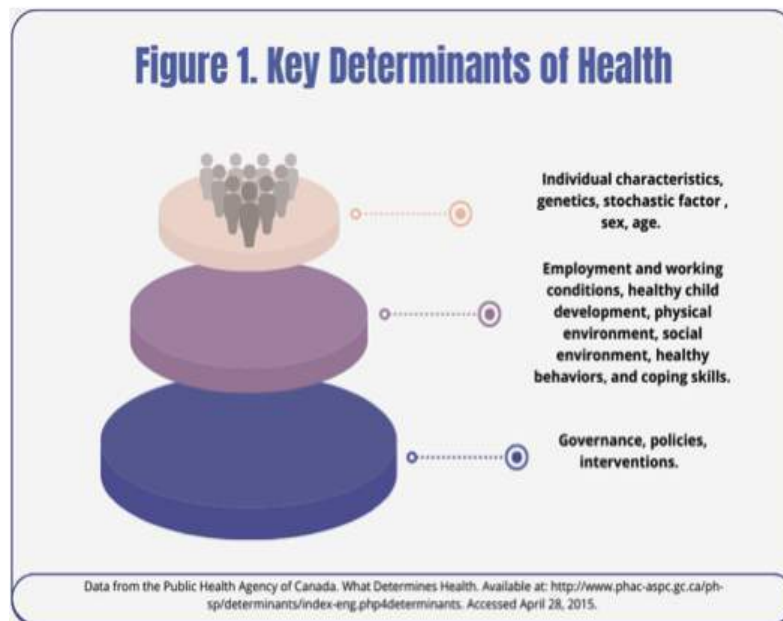 Figure 1. Key Determinants of Health
Individual characteristics,
genetics, stochastic factor ,
sex, age.
Employment and working
conditions, healthy child
development, physical
environment, social
environment, healthy
behaviors, and coping skills.
Governance, policies,
interventions.
Data from the Public Health Agency of Canada. What Determines Health. Available at: http://www.phac-aspc.gc.ca/ph-
sp/determinants/index-eng.php4determinants. Accessed April 28, 2015.